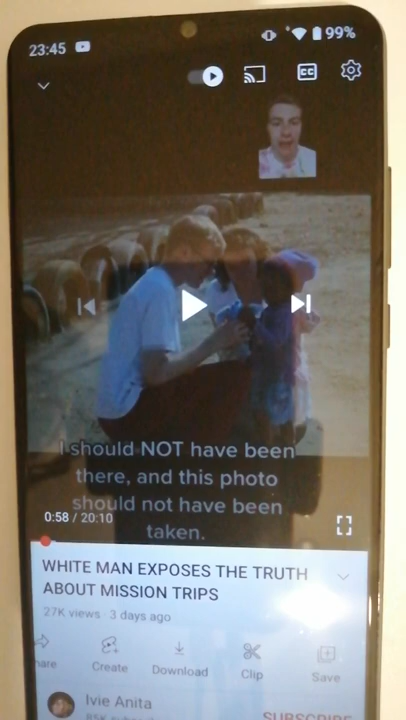 23:45
99%
CC
I should NOT have been
there, and this photo
should not have been
taken.
0:58 / 20:10
WHITE MAN EXPOSES THE TRUTH
ABOUT MISSION TRIPS
27K views · 3 days ago
hare Create Download Clip Save
Ivie Anita
SUBSCRIBE